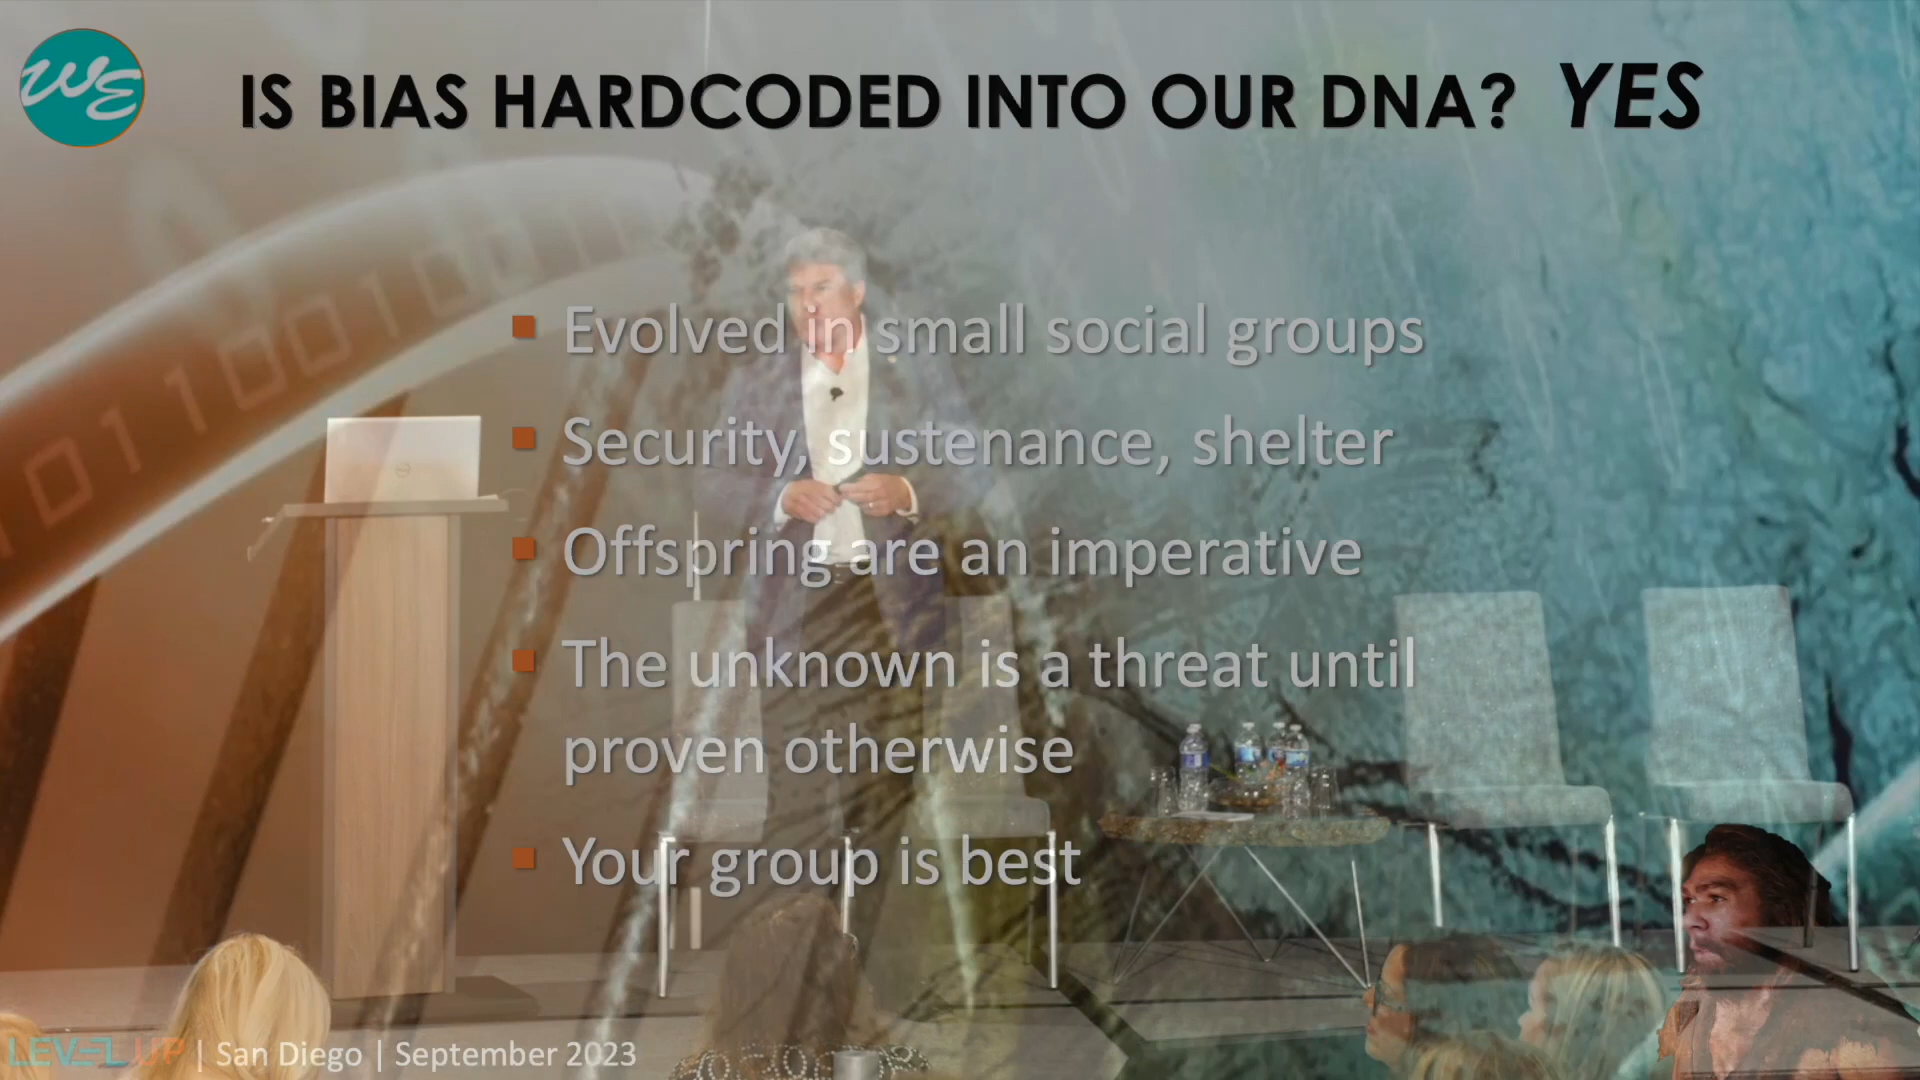 WE
IS BIAS HARDCODED INTO OUR DNA? YES
▪ Evolved in small social groups
▪ Security, sustenance, shelter
▪ Offspring are an imperative
▪ The unknown is a threat until
proven otherwise
▪ Your group is best
LEVEL UP | San Diego | September 2023